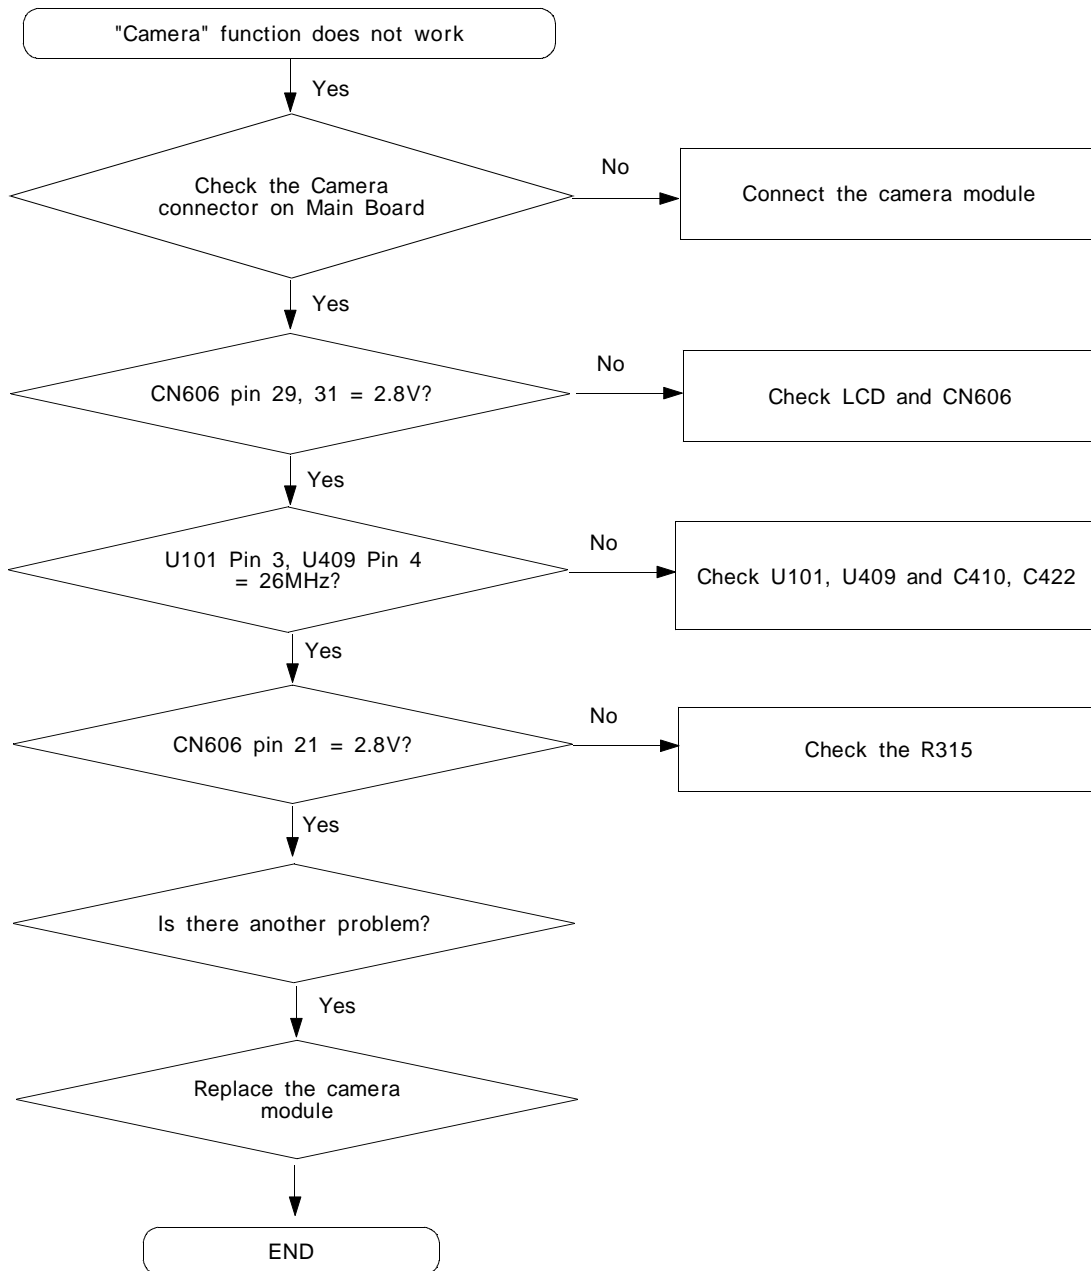 "Camera" function does not work
Yes
Check the Camera
connector on Main Board
No
Connect the camera module
Yes
CN606 pin 29, 31 = 2.8V?
No
Check LCD and CN606
Yes
U101 Pin 3, U409 Pin 4
= 26MHz?
No
Check U101, U409 and C410, C422
Yes
CN606 pin 21 = 2.8V?
No
Check the R315
Yes
Is there another problem?
Yes
Replace the camera
module
END